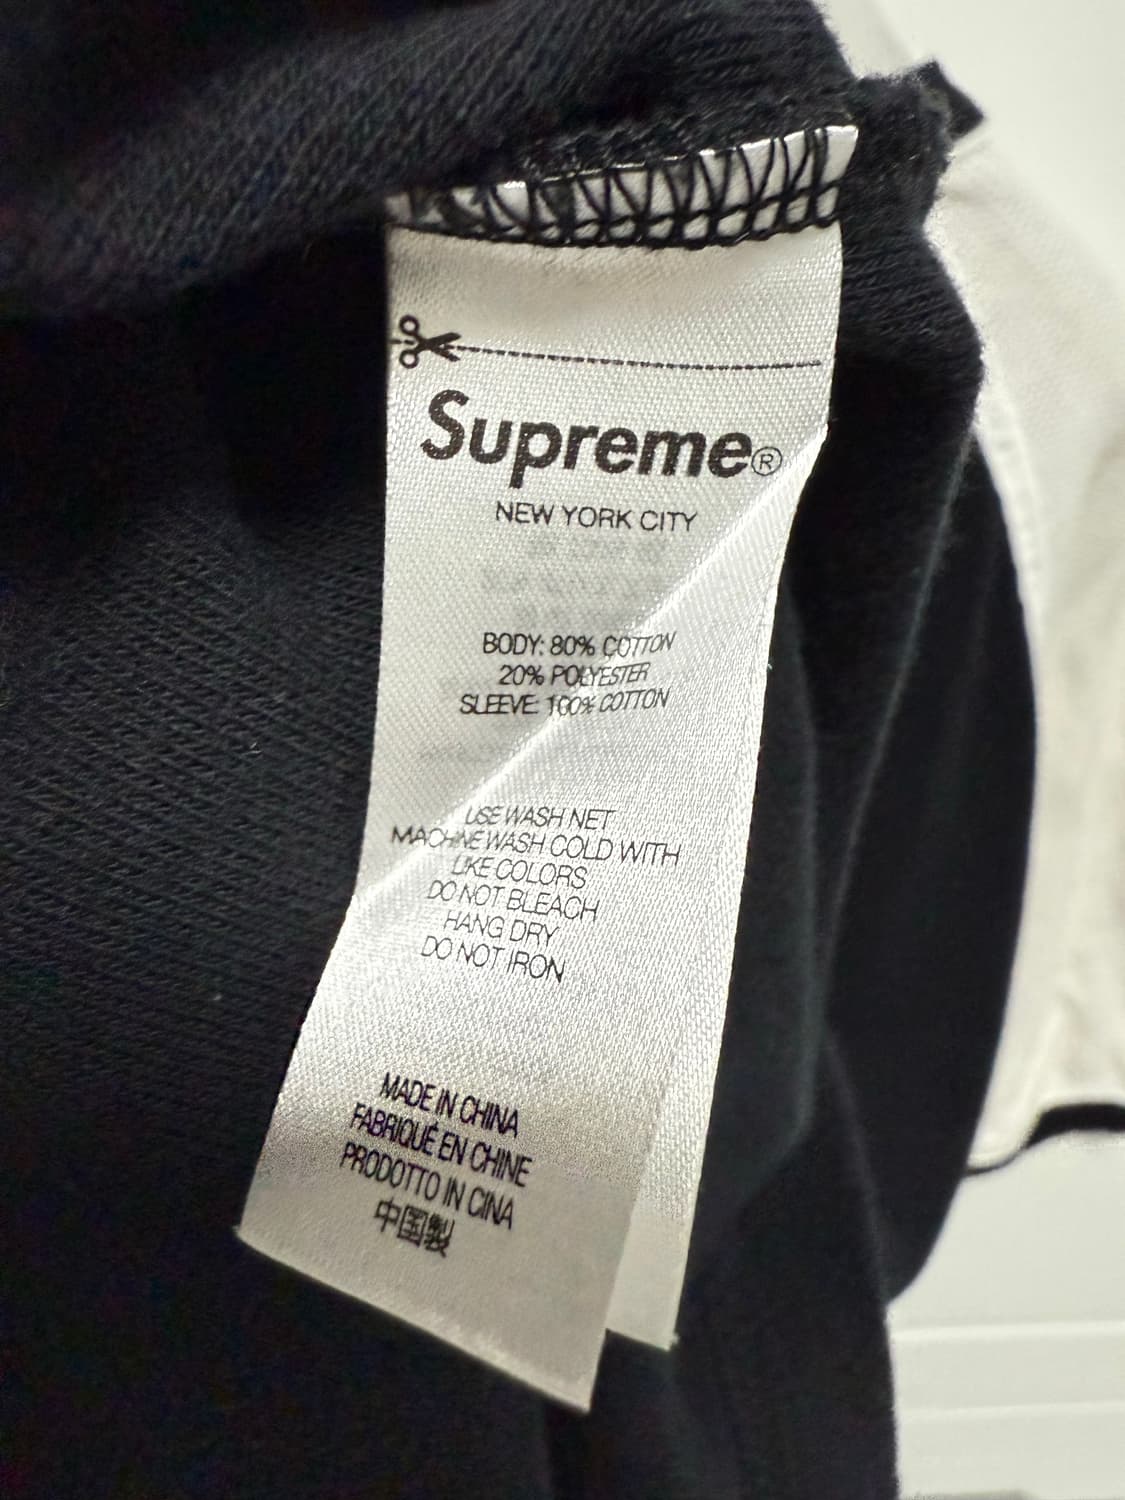 Supreme®
NEW YORK CITY
BODY: 80% COTTON
20% POLYESTER
SLEEVE: 100% COTTON
USE WASH NET
MACHINE WASH COLD WITH
LIKE COLORS
DO NOT BLEACH
HANG DRY
DO NOT IRON
MADE IN CHINA
FABRIQUÉ EN CHINE
PRODOTTO IN CINA
中国製